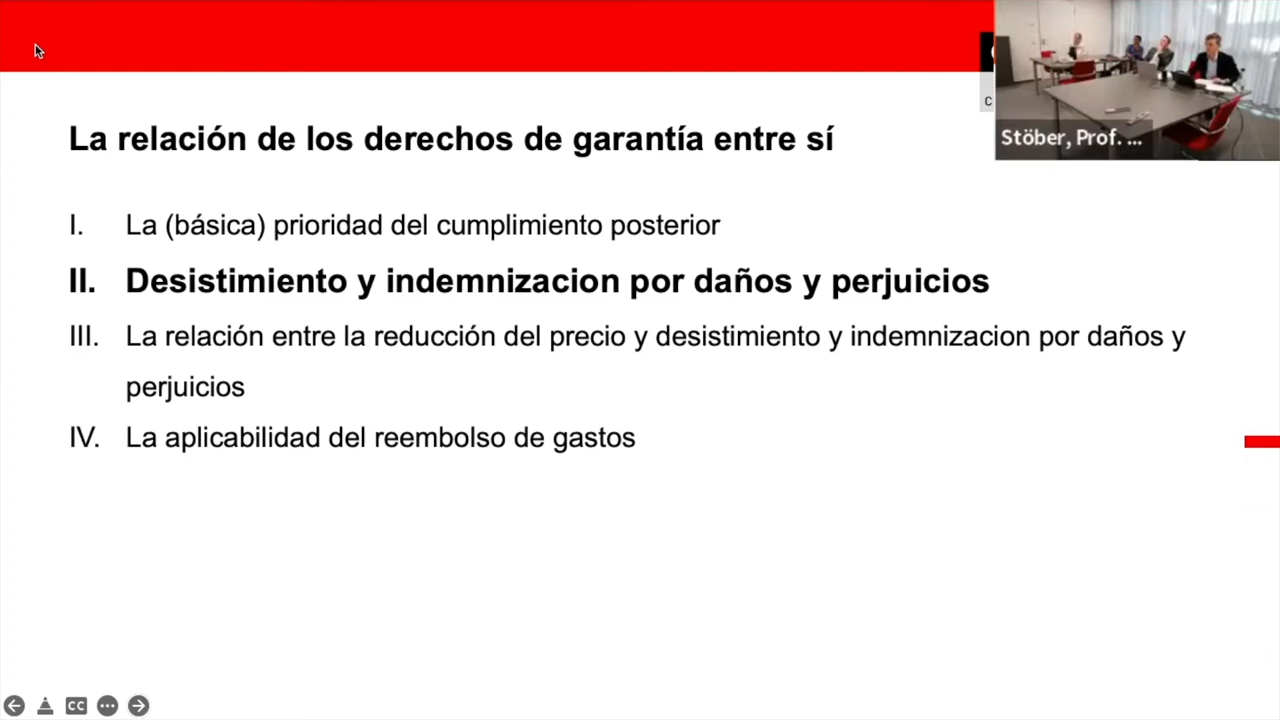 La relación de los derechos de garantía entre sí
I. La (básica) prioridad del cumplimiento posterior
II. Desistimiento y indemnizacion por daños y perjuicios
III. La relación entre la reducción del precio y desistimiento y indemnizacion por daños y
perjuicios
IV. La aplicabilidad del reembolso de gastos
Stöber, Prof. ...
C
CC